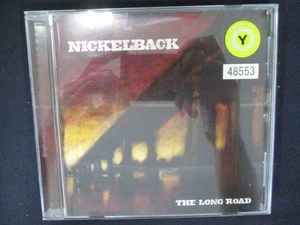 NICKELBACK
Y
48553
THE LONG ROAD